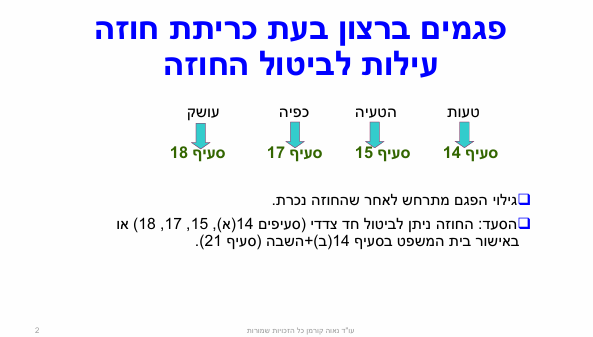 פגמים ברצון בעת כריתת חוזה
עילות לביטול החוזה
טעות הטעיה כפיה עושק
סעיף 14 סעיף 15 סעיף 17 סעיף 18
גילוי הפגם מתרחש לאחר שהחוזה נכרת.
הסעד: החוזה ניתן לביטול חד צדדי (סעיפים 14(א), 15, 17, 18) או
באישור בית המשפט בסעיף 14(ב)+השבה (סעיף 21).
עו"ד נאוה קורמן כל הזכויות שמורות
2